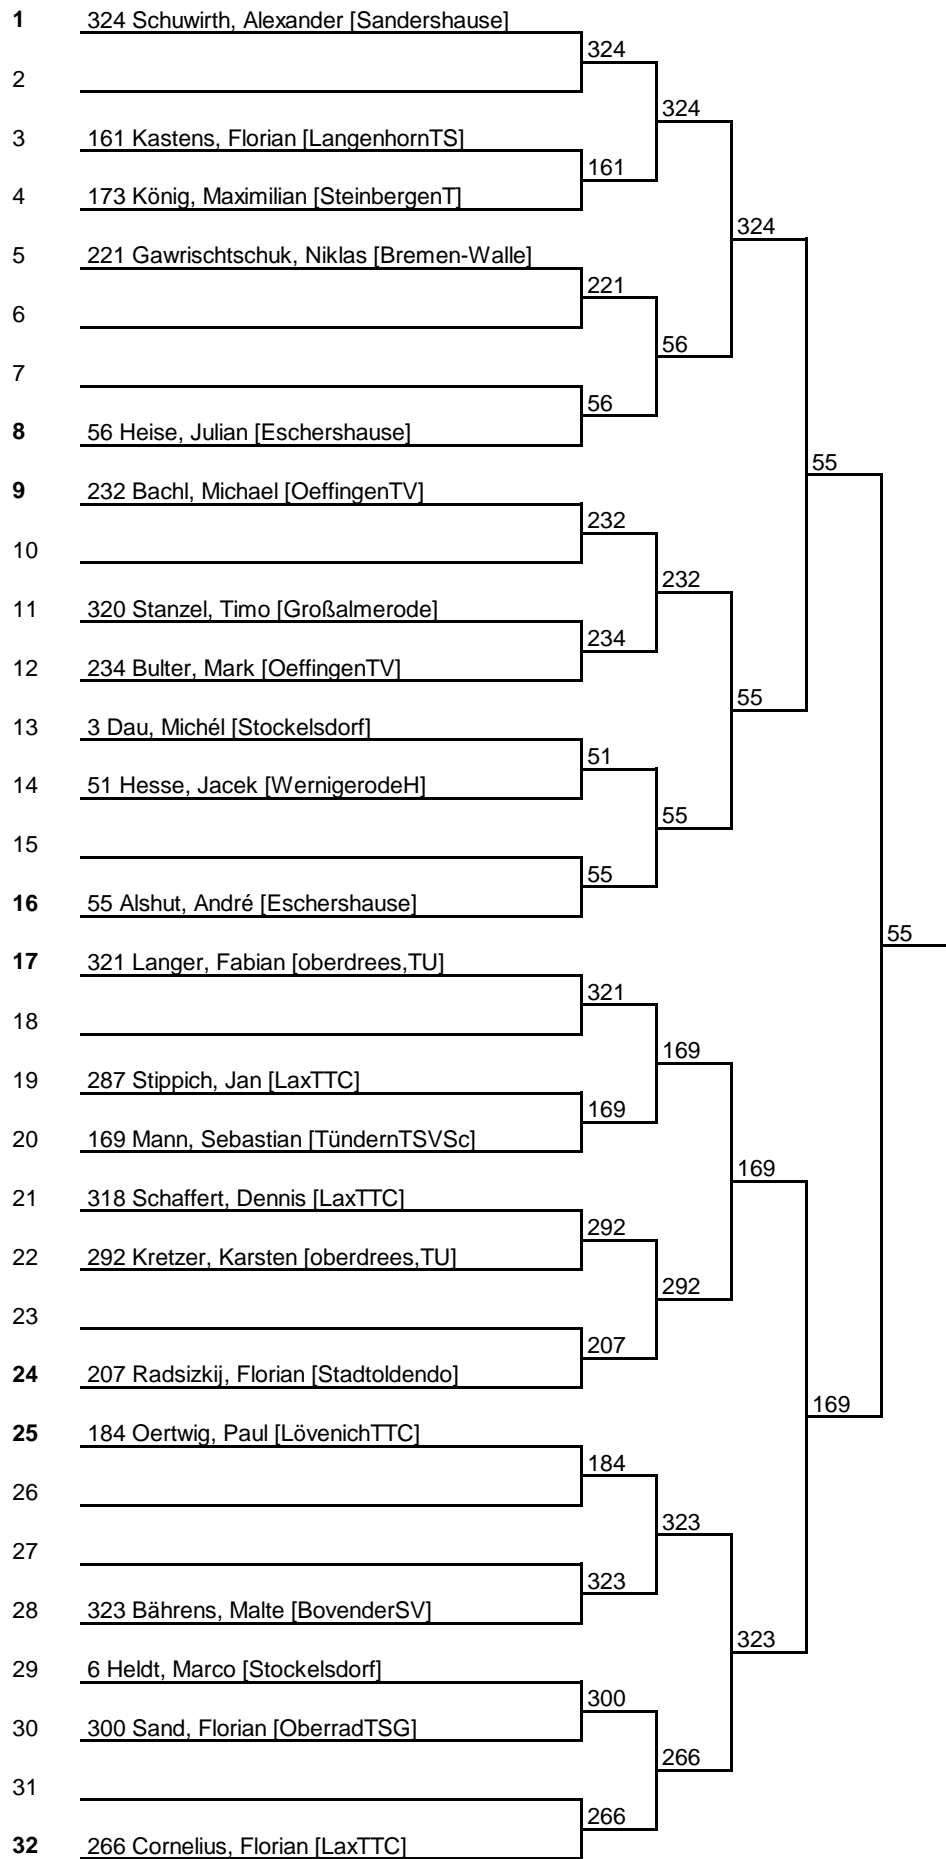 1 324 Schuwirth, Alexander [Sandershause]
324
2
324
3 161 Kastens, Florian [LangenhornTS]
161
4 173 König, Maximilian [SteinbergenT]
324
5 221 Gawrischtschuk, Niklas [Bremen-Walle]
221
6
56
7
56
8 56 Heise, Julian [Eschershause]
55
9 232 Bachl, Michael [OeffingenTV]
232
10
232
11 320 Stanzel, Timo [Großalmerode]
234
12 234 Bulter, Mark [OeffingenTV]
55
13 3 Dau, Michél [Stockelsdorf]
51
14 51 Hesse, Jacek [WernigerodeH]
55
15
55
16 55 Alshut, André [Eschershause]
55
17 321 Langer, Fabian [oberdrees,TU]
321
18
169
19 287 Stippich, Jan [LaxTTC]
169
20 169 Mann, Sebastian [TündernTSVSc]
169
21 318 Schaffert, Dennis [LaxTTC]
292
22 292 Kretzer, Karsten [oberdrees,TU]
292
23
207
24 207 Radsizkij, Florian [Stadtoldendo]
169
25 184 Oertwig, Paul [LövenichTTC]
184
26
323
27
323
28 323 Bährens, Malte [BovenderSV]
323
29 6 Heldt, Marco [Stockelsdorf]
300
30 300 Sand, Florian [OberradTSG]
266
31
266
32 266 Cornelius, Florian [LaxTTC]